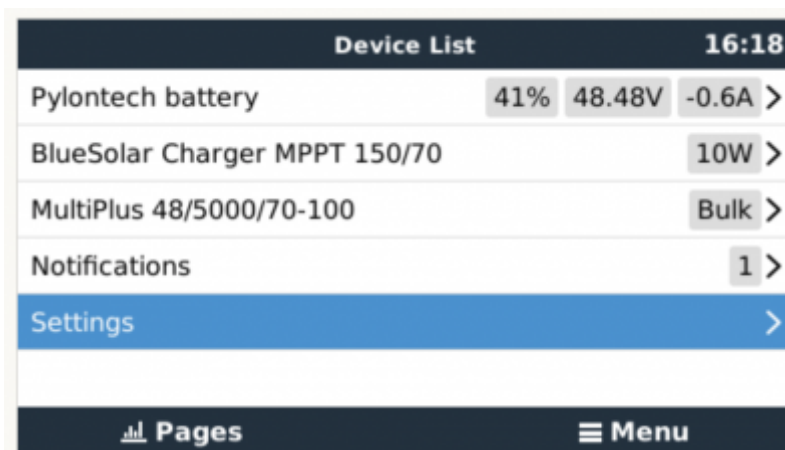 Device List 16:18
Pylontech battery 41% 48.48V -0.6A
BlueSolar Charger MPPT 150/70 10W
MultiPlus 48/5000/70-100 Bulk
Notifications 1
Settings
Pages Menu